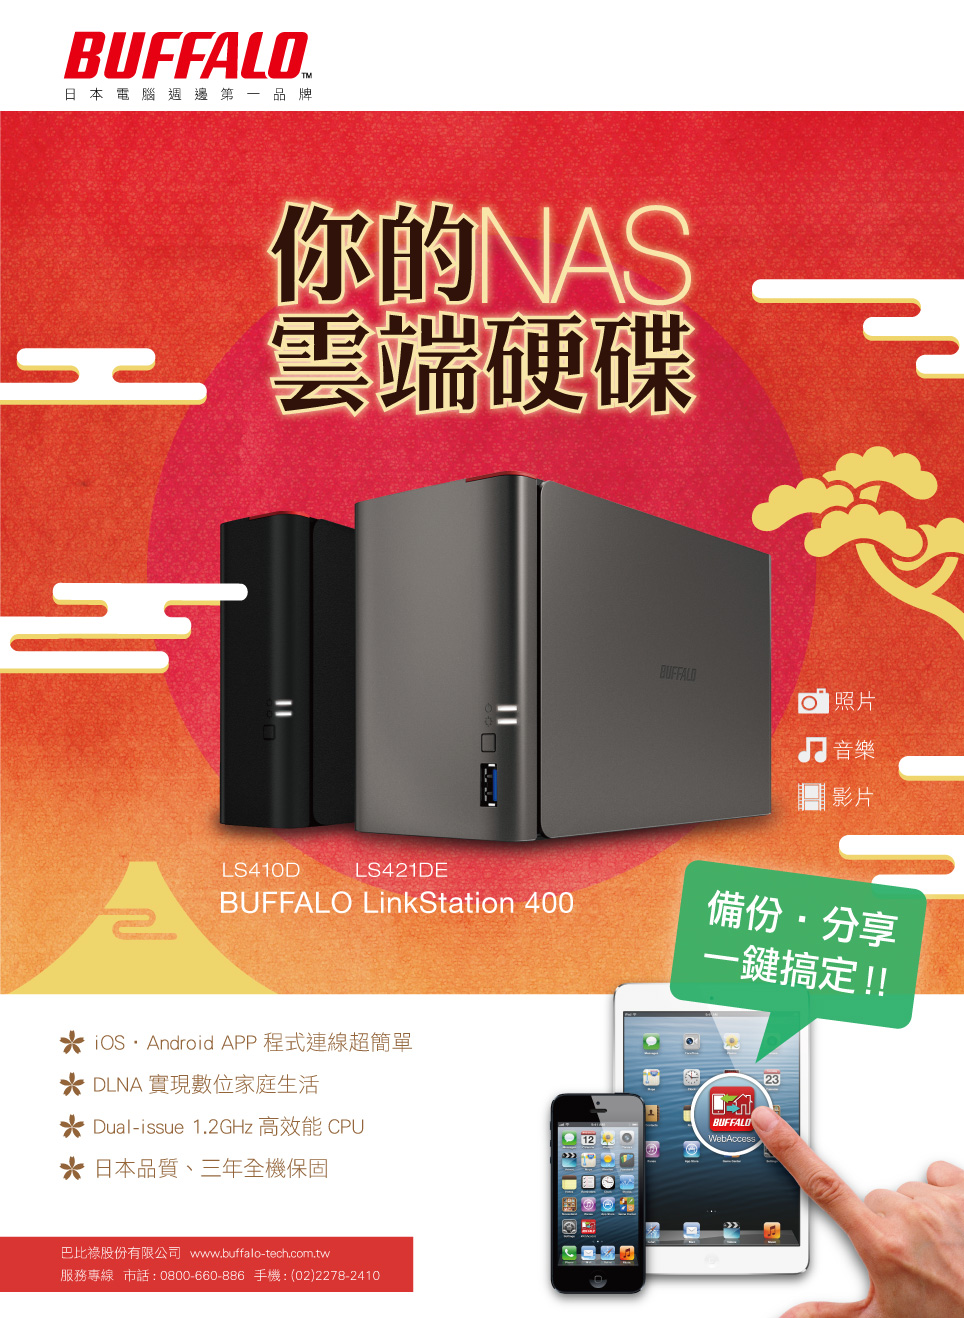 BUFFALO™
日本電腦週邊第一品牌
你的NAS
雲端硬碟
BUFFALO
照片
音樂
影片
LS410D LS421DE
BUFFALO LinkStation 400
備份・分享
一鍵搞定!!
iOS・Android APP 程式連線超簡單
DLNA 實現數位家庭生活
Dual-issue 1.2GHz 高效能 CPU
日本品質、三年全機保固
23
BUFFALO
WebAccess
12
巴比祿股份有限公司 www.buffalo-tech.com.tw
服務專線 市話:0800-660-886 手機:(02)2278-2410